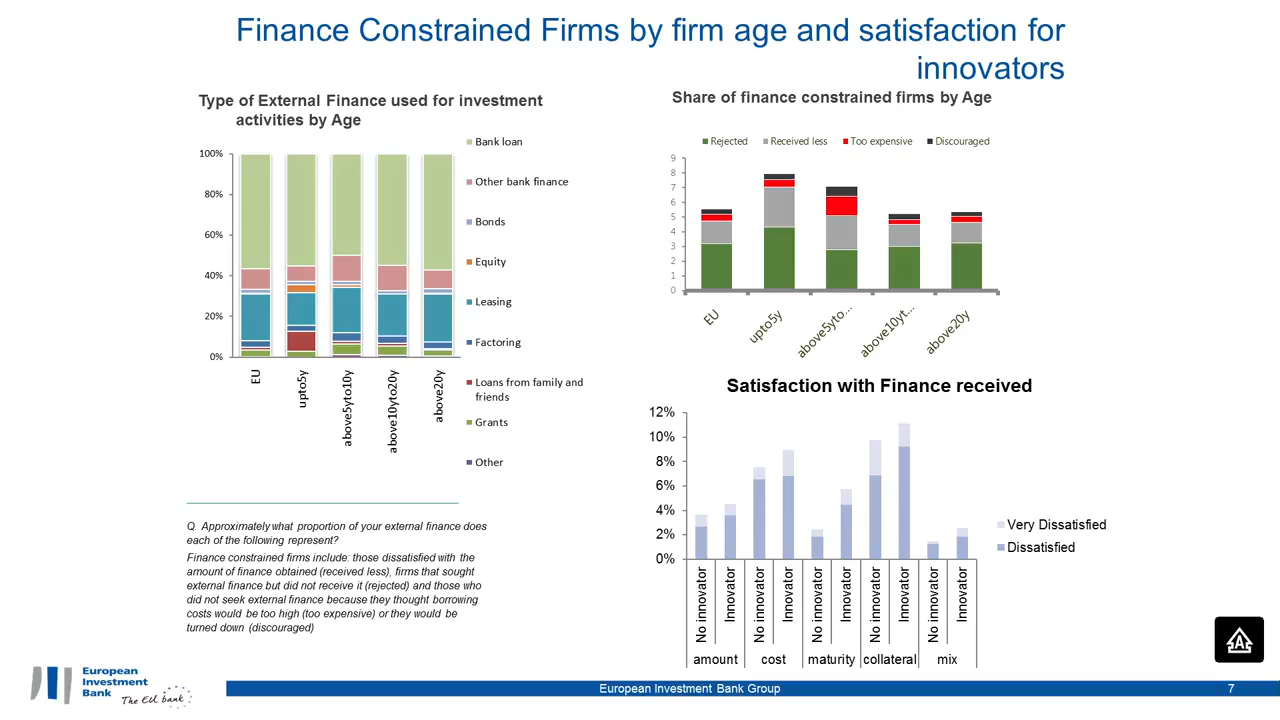 Finance Constrained Firms by firm age and satisfaction for
innovators
Type of External Finance used for investment
activities by Age
100%
80%
60%
40%
20%
0%
EU
upto5y
above5yto10y
above10yto20y
above20y
Bank loan
Other bank finance
Bonds
Equity
Leasing
Factoring
Loans from family and
friends
Grants
Other
Q. Approximately what proportion of your external finance does
each of the following represent?
Finance constrained firms include: those dissatisfied with the
amount of finance obtained (received less), firms that sought
external finance but did not receive it (rejected) and those who
did not seek external finance because they thought borrowing
costs would be too high (too expensive) or they would be
turned down (discouraged)
Share of finance constrained firms by Age
Rejected Received less Too expensive Discouraged
9
8
7
6
5
4
3
2
1
0
EU
upto5y
above5yto...
above10yt...
above20y
Satisfaction with Finance received
12%
10%
8%
6%
4%
2%
0%
No innovator
Innovator
No innovator
Innovator
No innovator
Innovator
No innovator
Innovator
No innovator
Innovator
amount cost maturity collateral mix
Very Dissatisfied
Dissatisfied
A
European
Investment
Bank
The EU bank
European Investment Bank Group
7